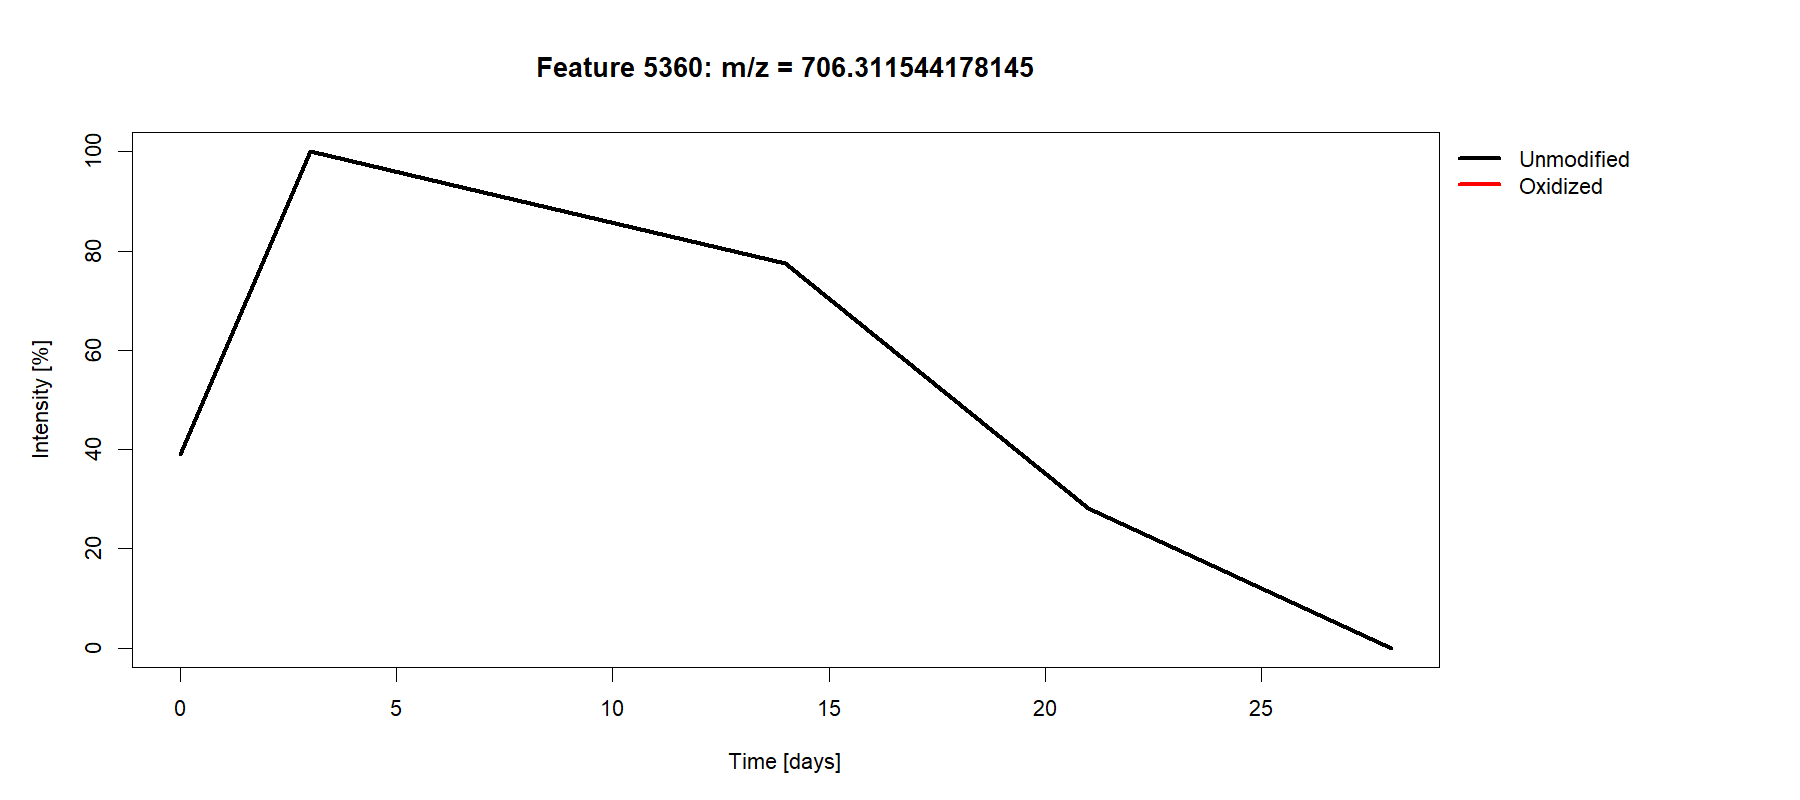 Feature 5360: m/z = 706.311544178145
Unmodified
Oxidized
Intensity [%]
100
80
60
40
20
0
0 5 10 15 20 25
Time [days]